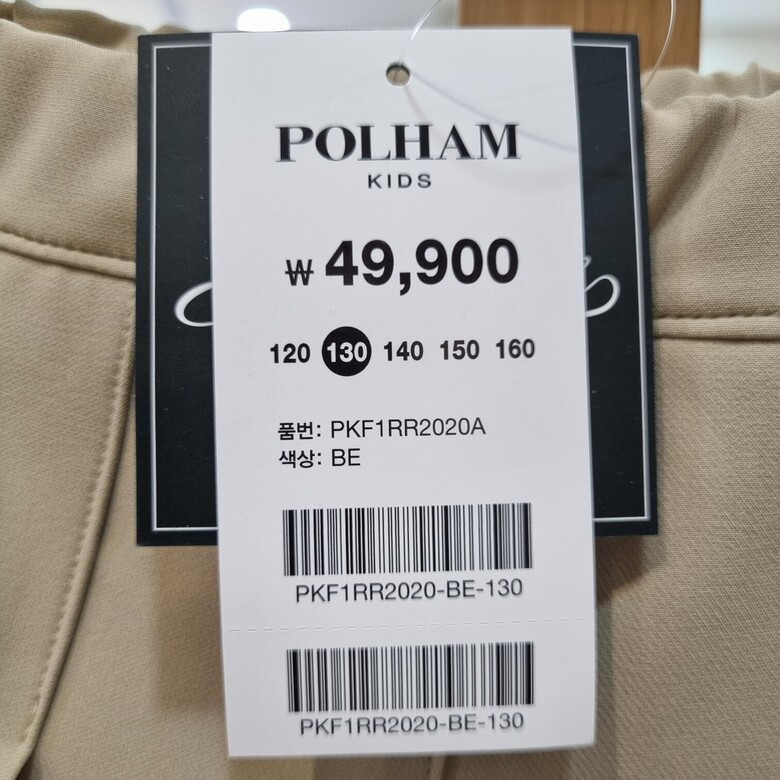 POLHAM
KIDS
₩ 49,900
120 130 140 150 160
품번: PKF1RR2020A
색상: BE
PKF1RR2020-BE-130
PKF1RR2020-BE-130